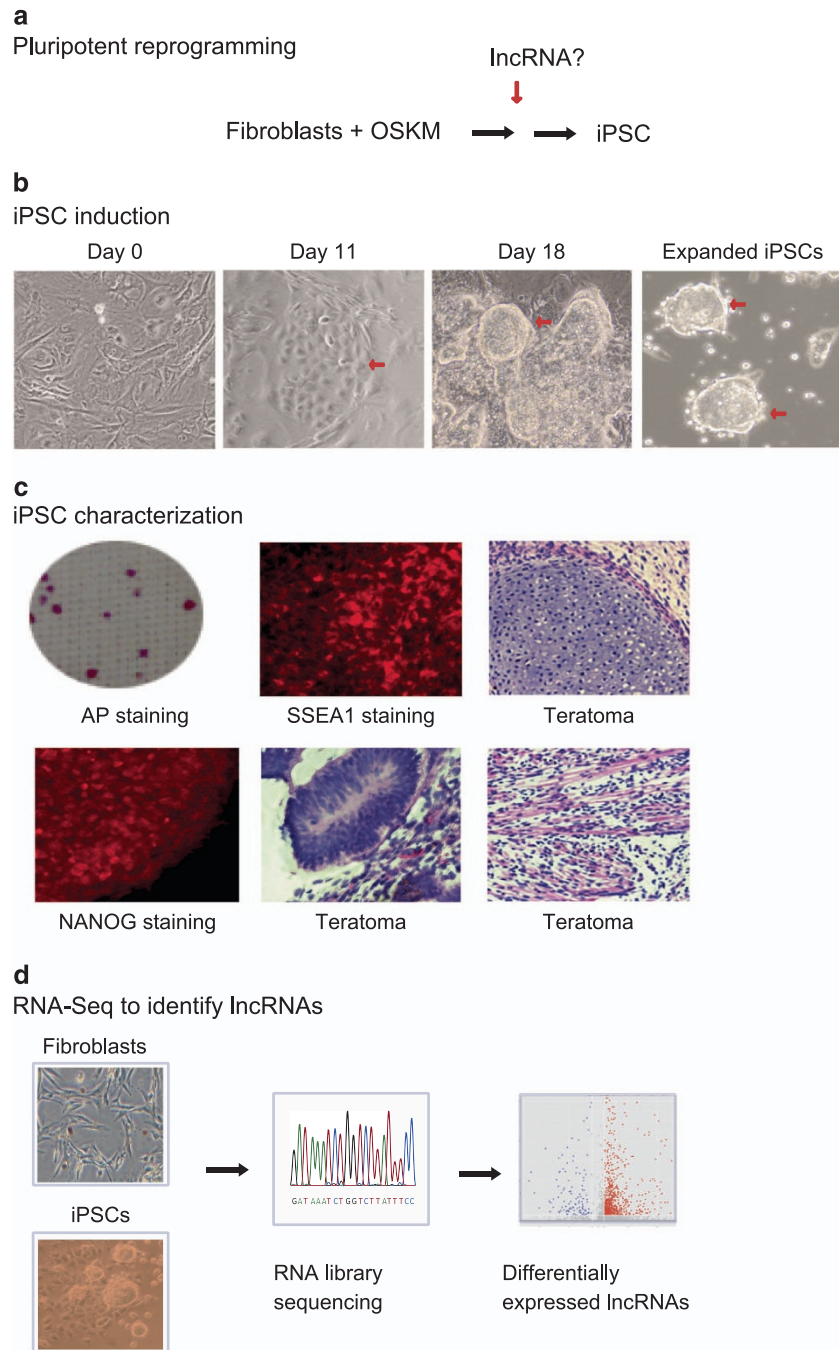 a
Pluripotent reprogramming
lncRNA?
Fibroblasts + OSKM
iPSC
b
iPSC induction
Day 0
Day 11
Day 18
Expanded iPSCs
c
iPSC characterization
AP staining
SSEA1 staining
Teratoma
NANOG staining
Teratoma
Teratoma
d
RNA-Seq to identify lncRNAs
Fibroblasts
iPSCs
GATAAATCTGGTCTTATTTCC
RNA library
sequencing
Differentially
expressed lncRNAs